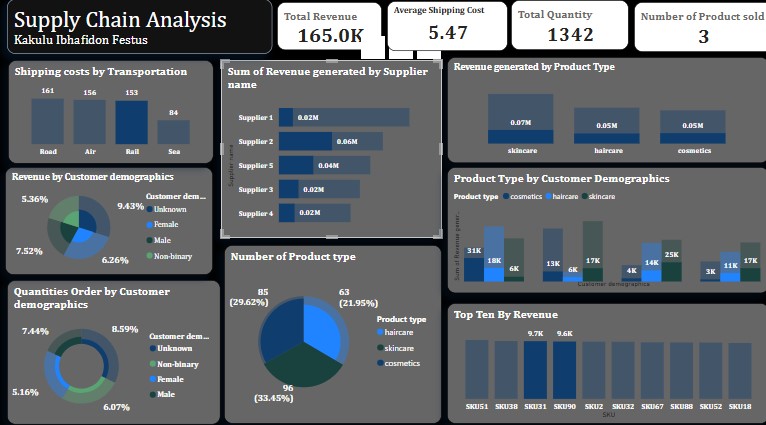 Supply Chain Analysis
Kakulu Ibhafidon Festus
Total Revenue
165.0K
Average Shipping Cost
5.47
Total Quantity
1342
Number of Product sold
3
Shipping costs by Transportation
161
156
153
84
Road
Air
Rail
Sea
Sum of Revenue generated by Supplier
name
Supplier name
Supplier 1
0.02M
Supplier 2
0.06M
Supplier 5
0.04M
Supplier 3
0.02M
Supplier 4
0.02M
Revenue generated by Product Type
0.07M
0.05M
0.05M
skincare
haircare
cosmetics
Revenue by Customer demographics
5.36%
9.43%
7.52%
6.26%
Customer dem...
Unknown
Female
Male
Non-binary
Product Type by Customer Demographics
Product type
cosmetics
haircare
skincare
Sum of Revenue gener...
31K
18K
6K
13K
6K
17K
4K
14K
25K
3K
11K
17K
Customer demographics
Number of Product type
85
(29.62%)
63
(21.95%)
96
(33.45%)
Product type
haircare
skincare
cosmetics
Quantities Order by Customer
demographics
7.44%
8.59%
5.16%
6.07%
Customer dem...
Unknown
Non-binary
Female
Male
Top Ten By Revenue
9.7K
9.6K
SKU51
SKU38
SKU31
SKU90
SKU2
SKU32
SKU67
SKU88
SKU52
SKU18
SKU